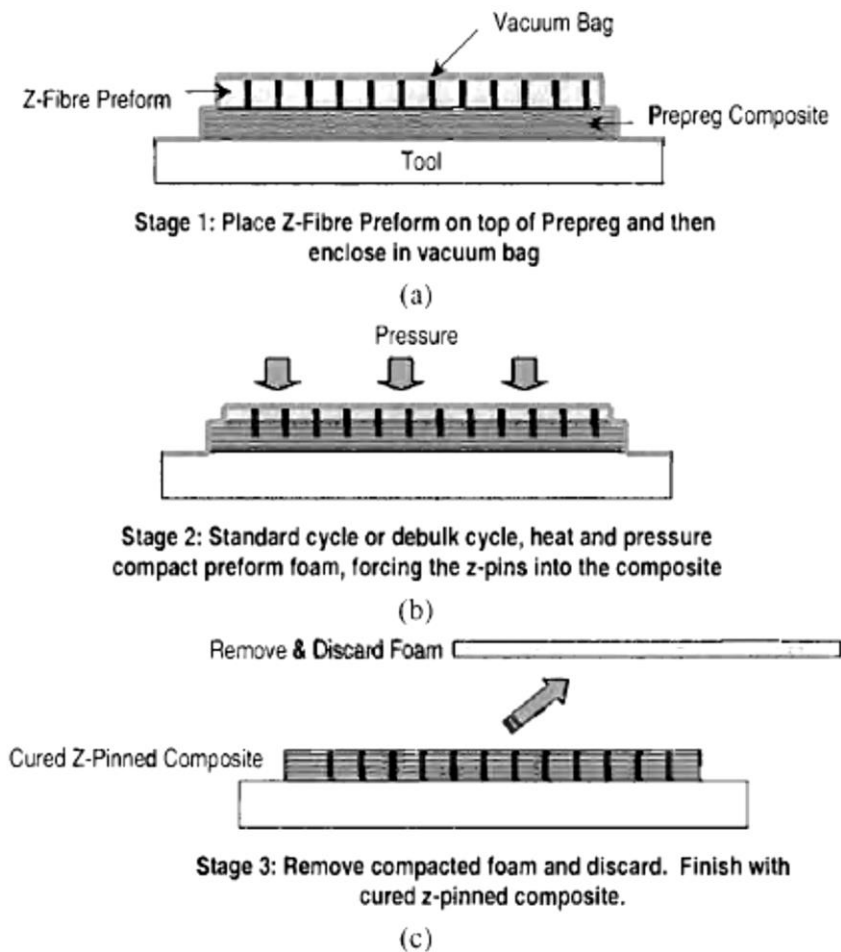 Vacuum Bag
Z-Fibre Preform
Prepreg Composite
Tool
Stage 1: Place Z-Fibre Preform on top of Prepreg and then
enclose in vacuum bag
(a)
Pressure
Stage 2: Standard cycle or debulk cycle, heat and pressure
compact preform foam, forcing the z-pins into the composite
(b)
Remove & Discard Foam
Cured Z-Pinned Composite
Stage 3: Remove compacted foam and discard. Finish with
cured z-pinned composite.
(c)